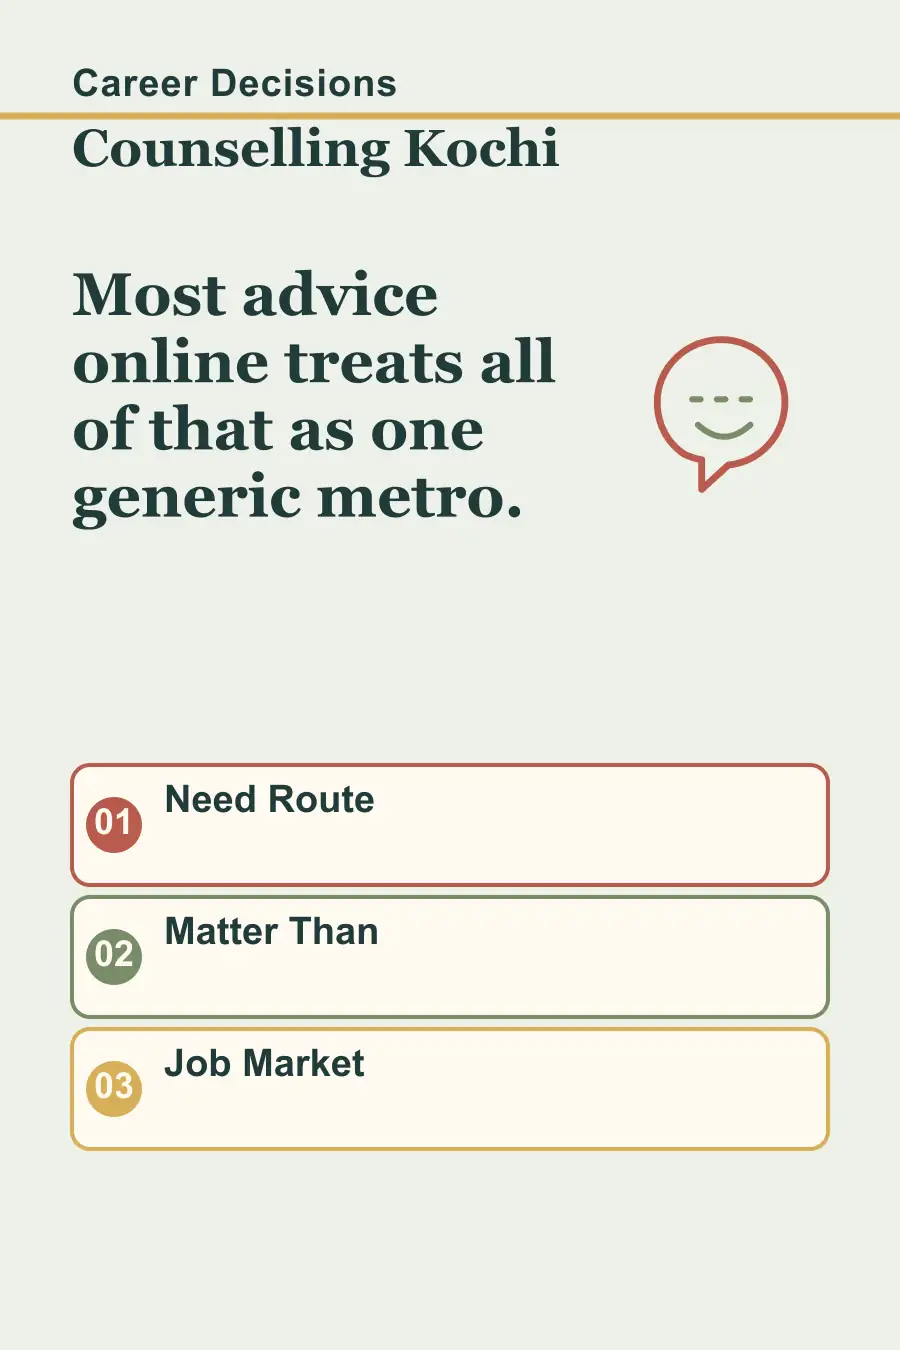 Career Decisions
Counselling Kochi
Most advice
online treats all
of that as one
generic metro.
01
Need Route
02
Matter Than
03
Job Market